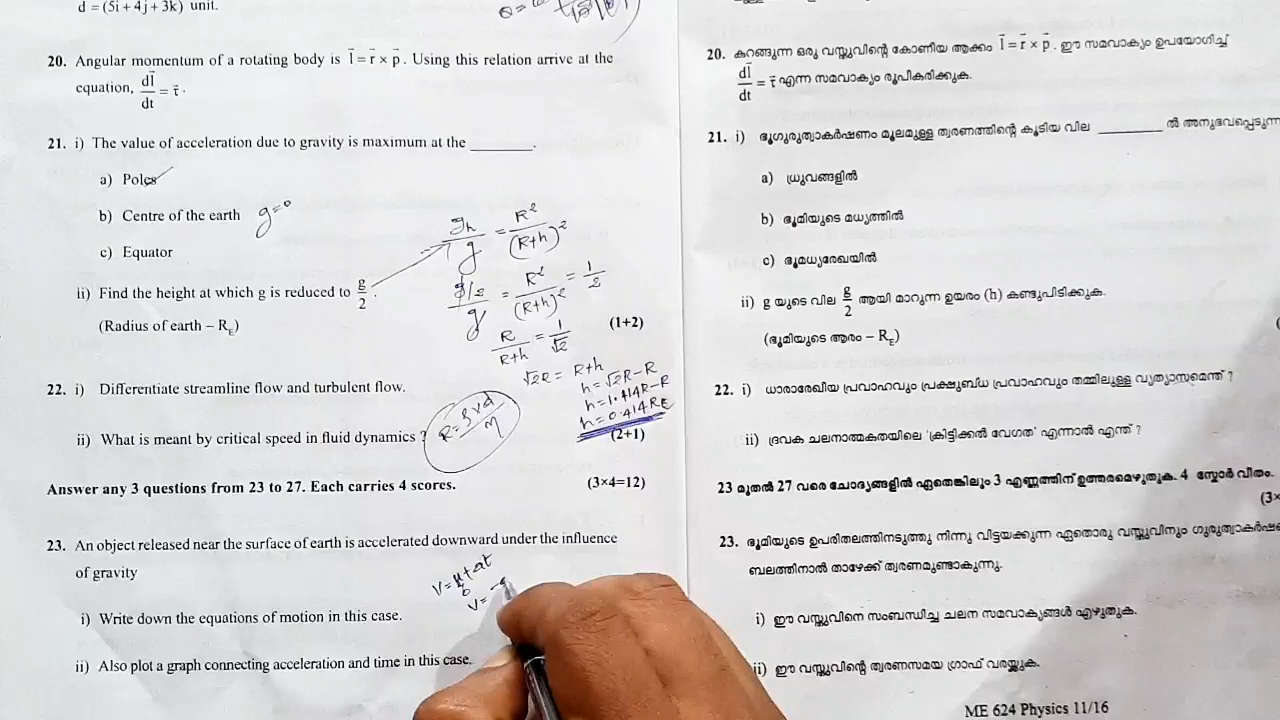 d = (5i + 4j + 3k) unit.
20. Angular momentum of a rotating body is l⃗ = r⃗ × p⃗. Using this relation arrive at the
equation, dl⃗/dt = τ⃗.
21. i) The value of acceleration due to gravity is maximum at the ________.
a) Poles
b) Centre of the earth
g=0
c) Equator
gh/g = R²/(R+h)²
ii) Find the height at which g is reduced to g/2.
(Radius of earth – R_E)
g/2/g = R²/(R+h)² = 1/2
(1+2)
R/R+h = 1/√2
√2R = R+h
h=√2R-R
h=1.414R-R
h=0.414RE
22. i) Differentiate streamline flow and turbulent flow.
ii) What is meant by critical speed in fluid dynamics ?
(2+1)
Answer any 3 questions from 23 to 27. Each carries 4 scores.
(3×4=12)
23. An object released near the surface of earth is accelerated downward under the influence
of gravity
V=u+at
i) Write down the equations of motion in this case.
ii) Also plot a graph connecting acceleration and time in this case.
20. കറങ്ങുന്ന ഒരു വസ്തുവിന്റെ കോണീയ ആക്കം l⃗ = r⃗ × p⃗. ഈ സമവാക്യം ഉപയോഗിച്ച്
dl⃗/dt = τ⃗ എന്ന സമവാക്യം രൂപീകരിക്കുക.
21. i) ഭൂഗുരുത്വാകർഷണം മൂലമുള്ള ത്വരണത്തിന്റെ കൂടിയ വില ________ ൽ
a) ധ്രുവങ്ങളിൽ
b) ഭൂമിയുടെ മധ്യത്തിൽ
c) ഭൂമധ്യരേഖയിൽ
ii) g യുടെ വില g/2 ആയി മാറുന്ന ഉയരം (h) കണ്ടുപിടിക്കുക.
(ഭൂമിയുടെ ആരം – R_E)
22. i) ധാരാരേഖിയ പ്രവാഹവും പ്രക്ഷുബ്ധ പ്രവാഹവും തമ്മിലുള്ള വ്യത്യാസമെന്ത് ?
ii) ദ്രവക ചലനാത്മകതയിലെ 'ക്രിട്ടിക്കൽ വേഗത' എന്നാൽ എന്ത് ?
23 മുതൽ 27 വരെ ചോദ്യങ്ങളിൽ ഏതെങ്കിലും 3 എണ്ണത്തിന് ഉത്തരമെഴുതുക. 4 സ്കോർ വീതം.
23. ഭൂമിയുടെ ഉപരിതലത്തിനടുത്തു നിന്നു വിട്ടയക്കുന്ന ഏതൊരു വസ്തുവിനും
ബലത്തിനാൽ താഴേക്ക് ത്വരണമുണ്ടാകുന്നു.
i) ഈ വസ്തുവിനെ സംബന്ധിച്ച ചലന സമവാക്യങ്ങൾ എഴുതുക.
ii) ഈ വസ്തുവിന്റെ ത്വരണസമയ ഗ്രാഫ് വരയ്ക്കുക.
ME 624 Physics 11/16